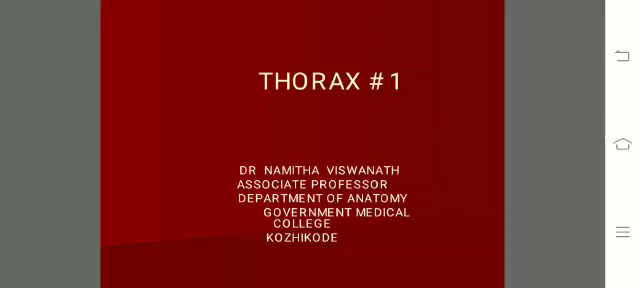 THORAX # 1
DR NAMITHA VISWANATH
ASSOCIATE PROFESSOR
DEPARTMENT OF ANATOMY
GOVERNMENT MEDICAL
COLLEGE
KOZHIKODE